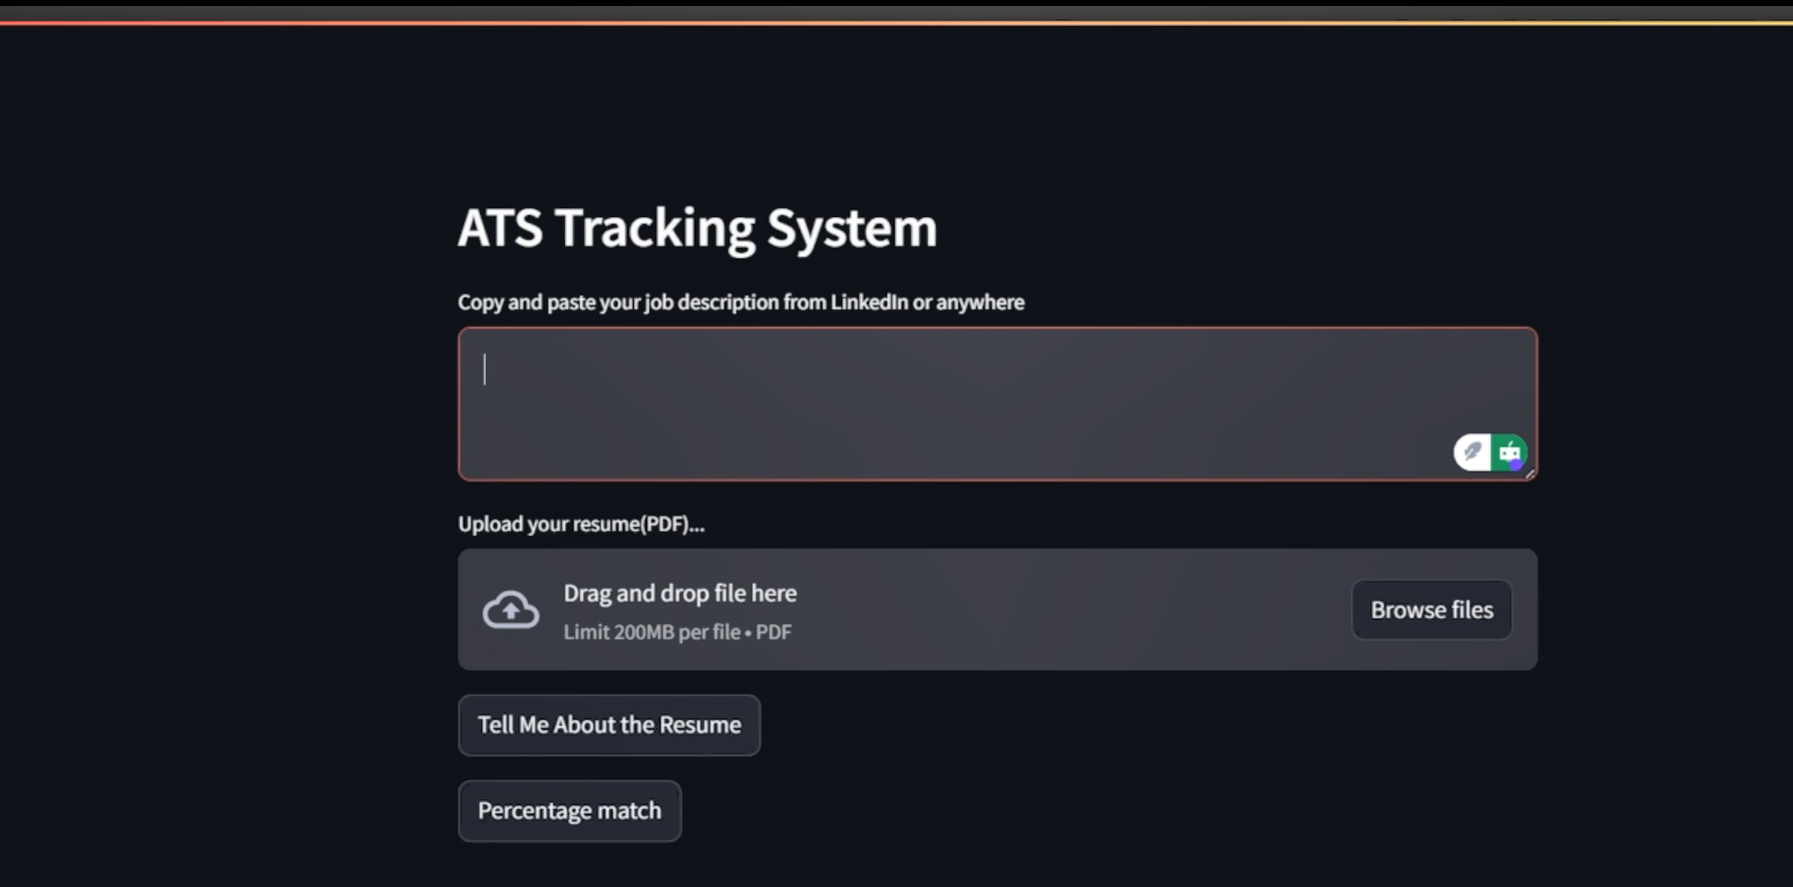 ATS Tracking System
Copy and paste your job description from LinkedIn or anywhere
Upload your resume(PDF)...
Drag and drop file here
Limit 200MB per file • PDF
Browse files
Tell Me About the Resume
Percentage match